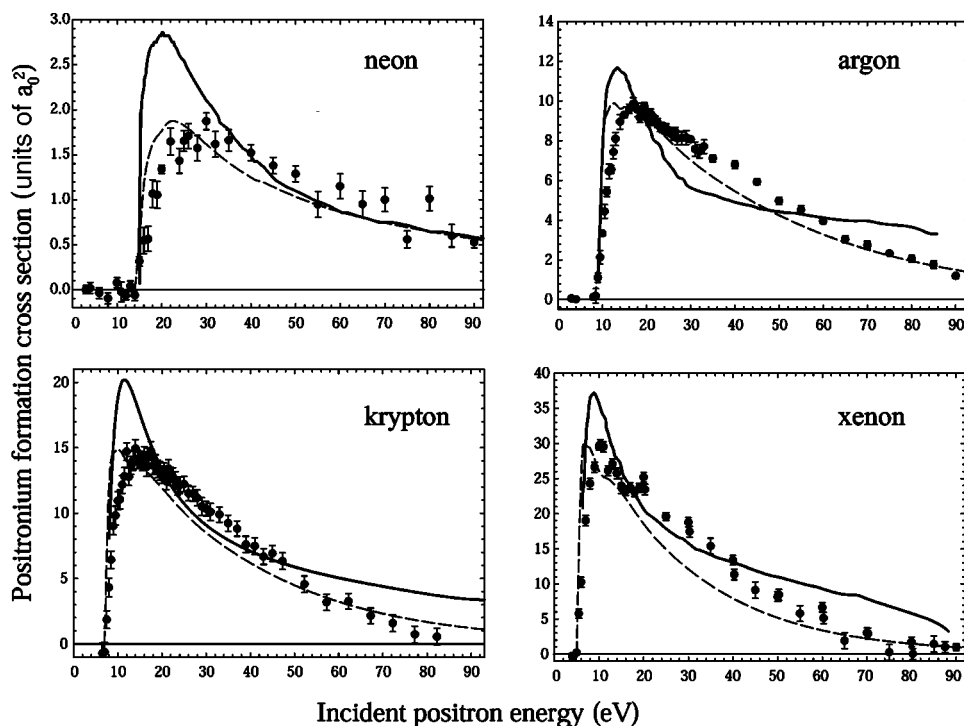 Positronium formation cross section (units of a₀²)
neon
3.0
2.5
2.0
1.5
1.0
0.5
0.0
0 10 20 30 40 50 60 70 80 90
argon
14
12
10
8
6
4
2
0
0 10 20 30 40 50 60 70 80 90
krypton
20
15
10
5
0
0 10 20 30 40 50 60 70 80 90
xenon
40
35
30
25
20
15
10
5
0
0 10 20 30 40 50 60 70 80 90
Incident positron energy (eV)